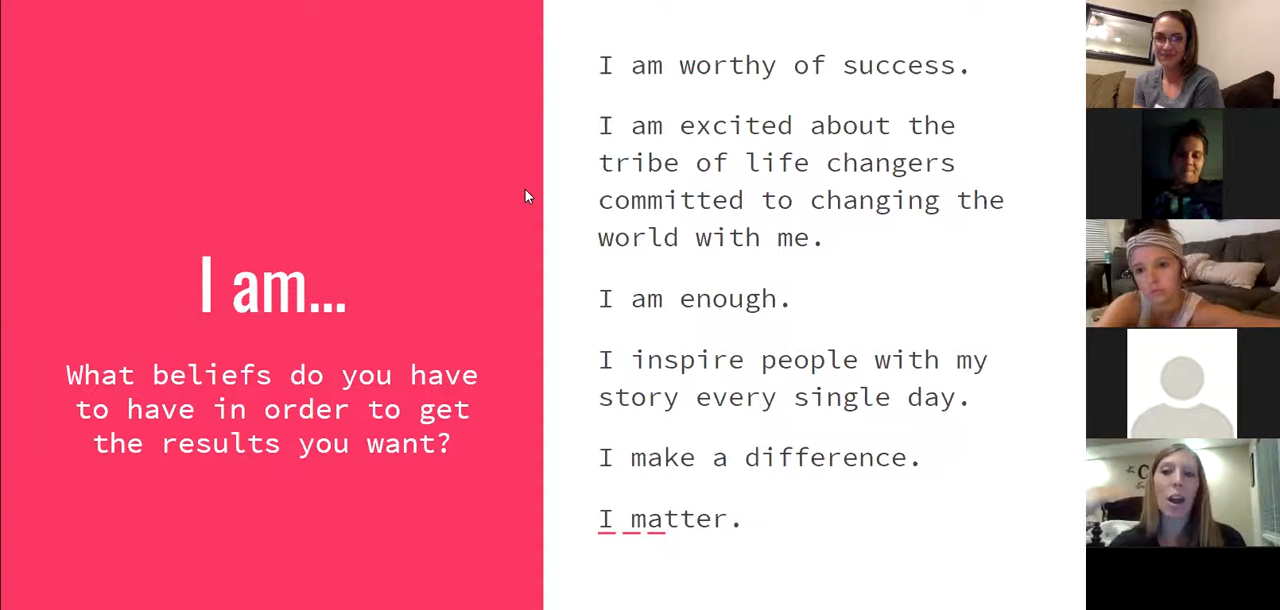 I am...
What beliefs do you have
to have in order to get
the results you want?
I am worthy of success.
I am excited about the
tribe of life changers
committed to changing the
world with me.
I am enough.
I inspire people with my
story every single day.
I make a difference.
I matter.